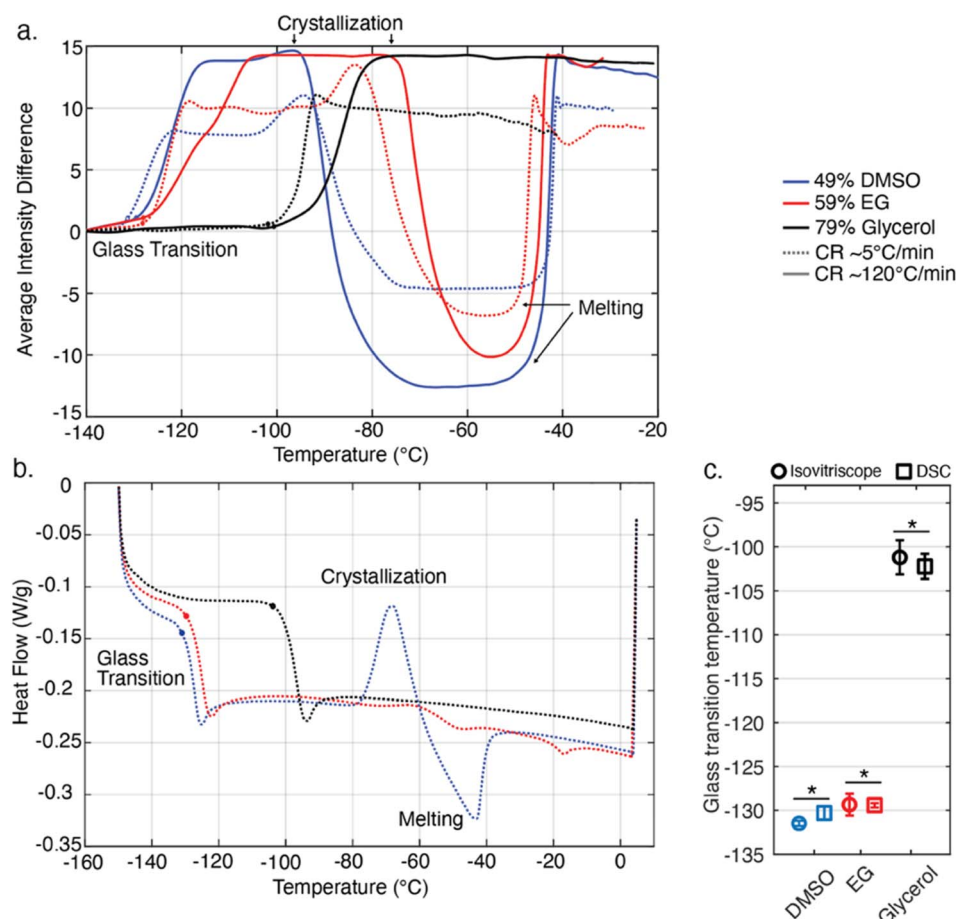 a.
Crystallization
15
10
5
0
-5
-10
-15
Average Intensity Difference
Glass Transition
Melting
-140 -120 -100 -80 -60 -40 -20
Temperature (°C)
49% DMSO
59% EG
79% Glycerol
CR ~5°C/min
CR ~120°C/min
b.
0
-0.05
-0.1
-0.15
-0.2
-0.25
-0.3
-0.35
Heat Flow (W/g)
Crystallization
Glass
Transition
Melting
-160 -140 -120 -100 -80 -60 -40 -20 0
Temperature (°C)
c.
Isovitriscope DSC
-95
-100
-105
-110
-115
-120
-125
-130
-135
Glass transition temperature (°C)
*
* *
DMSO EG Glycerol